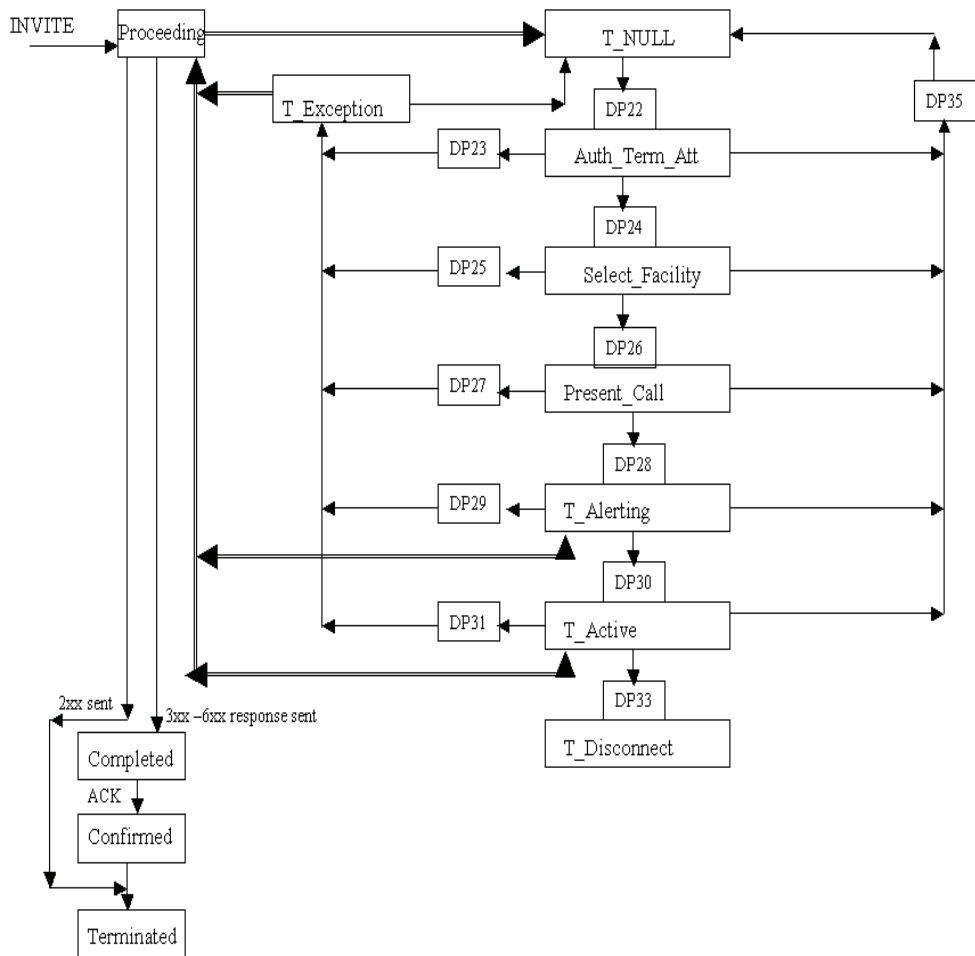 INVITE
Proceeding
T_NULL
T_Exception
DP22
DP35
DP23
Auth_Term_Att
DP24
DP25
Select_Facility
DP26
DP27
Present_Call
DP28
DP29
T_Alerting
DP30
DP31
T_Active
DP33
2xx sent
3xx –6xx response sent
T_Disconnect
Completed
ACK
Confirmed
Terminated